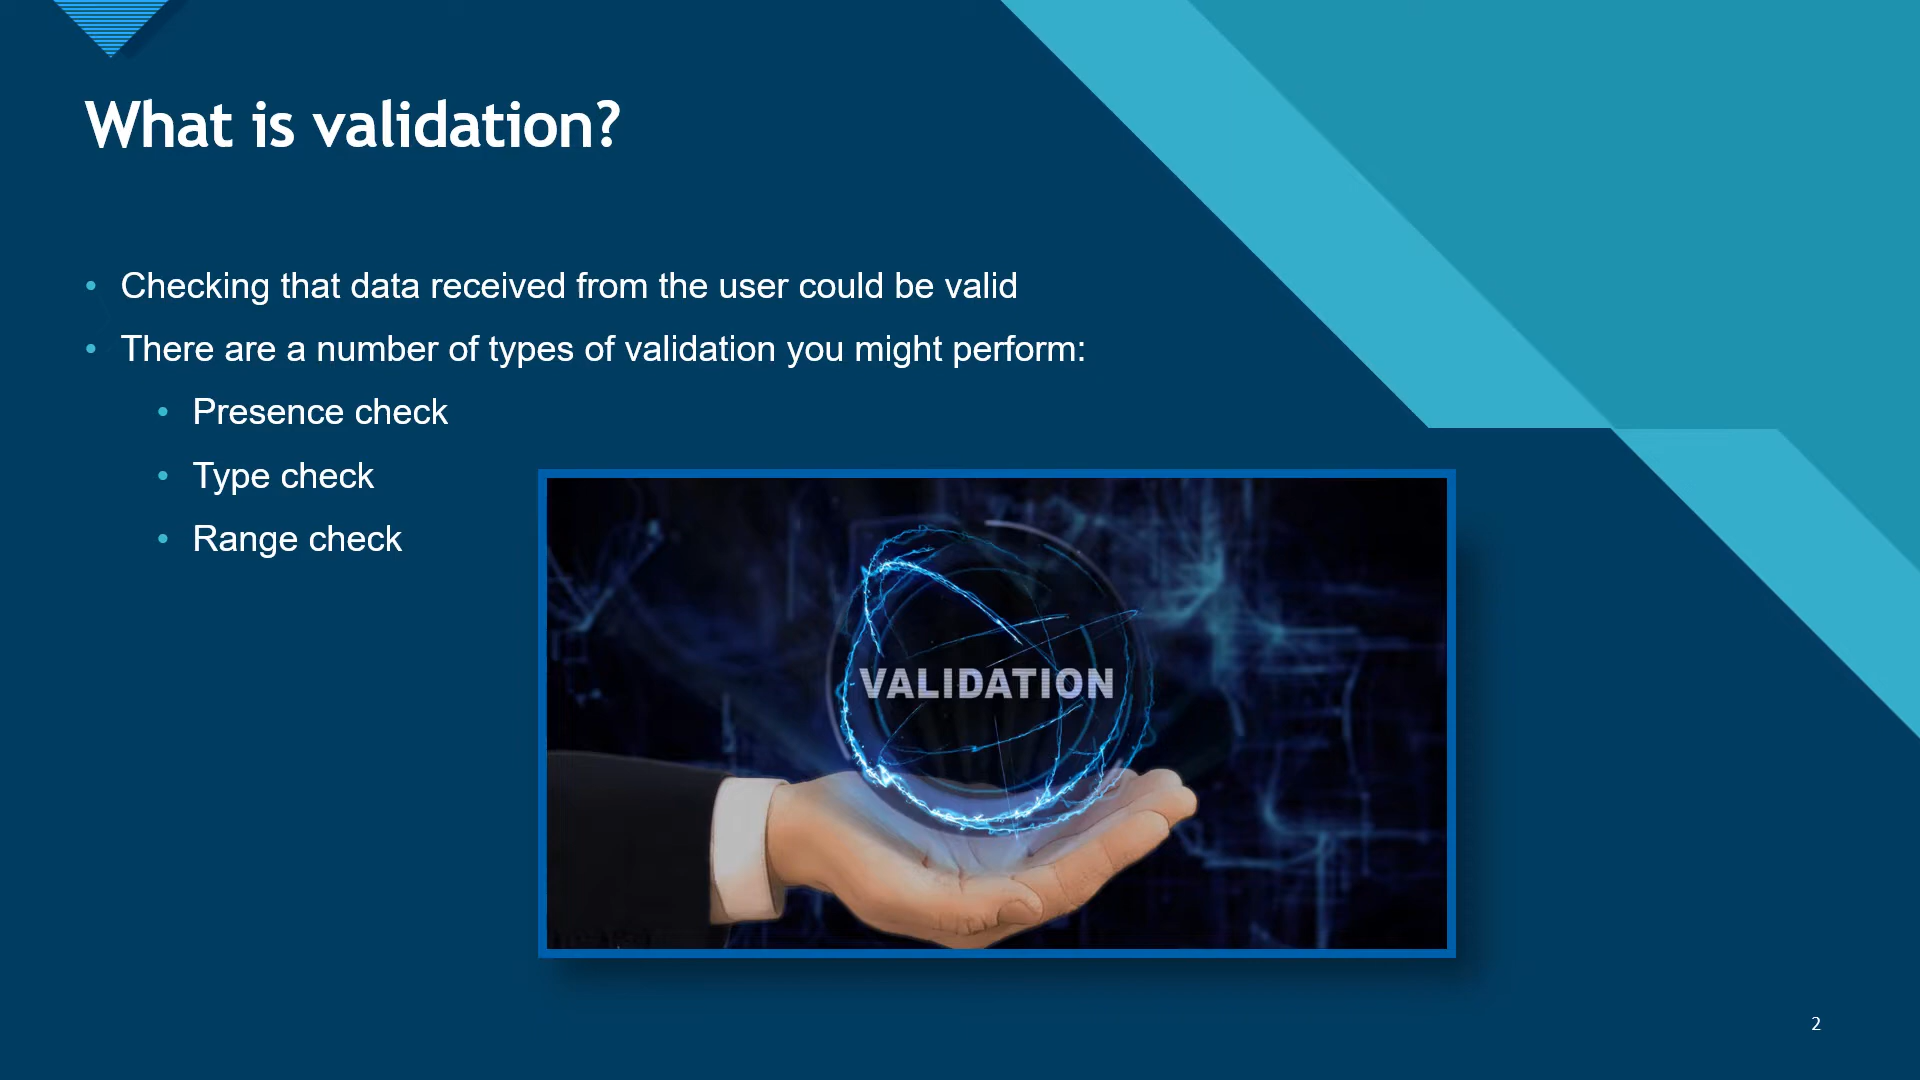 What is validation?
• Checking that data received from the user could be valid
• There are a number of types of validation you might perform:
• Presence check
• Type check
• Range check
VALIDATION
2